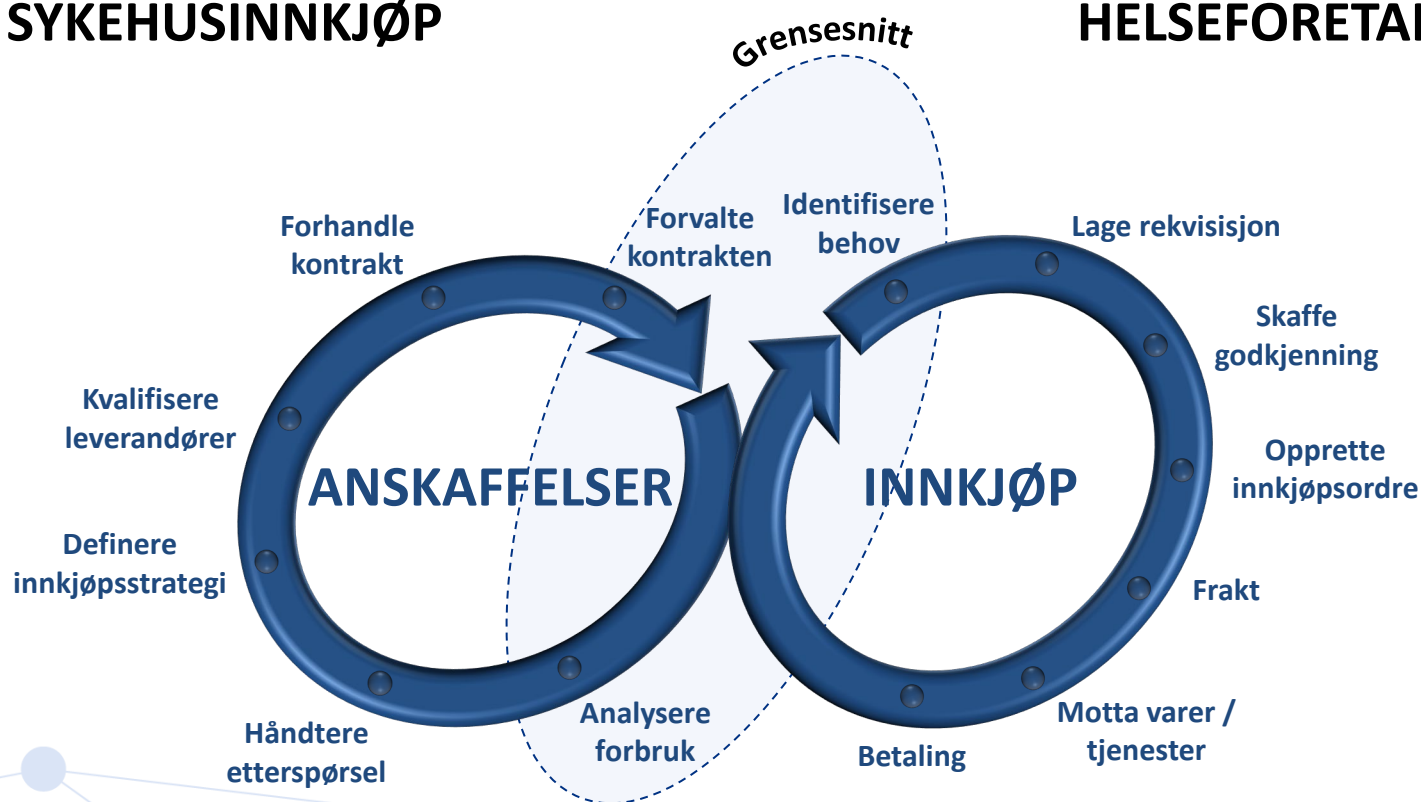 SYKEHUSINNKJØP
HELSEFORETA
Grensesnitt
Forhandle
kontrakt
Forvalte
kontrakten
Identifisere
behov
Lage rekvisisjon
Skaffe
godkjenning
Kvalifisere
leverandører
ANSKAFFELSER
INNKJØP
Opprette
innkjøpsordre
Definere
innkjøpsstrategi
Frakt
Håndtere
etterspørsel
Analysere
forbruk
Betaling
Motta varer /
tjenester